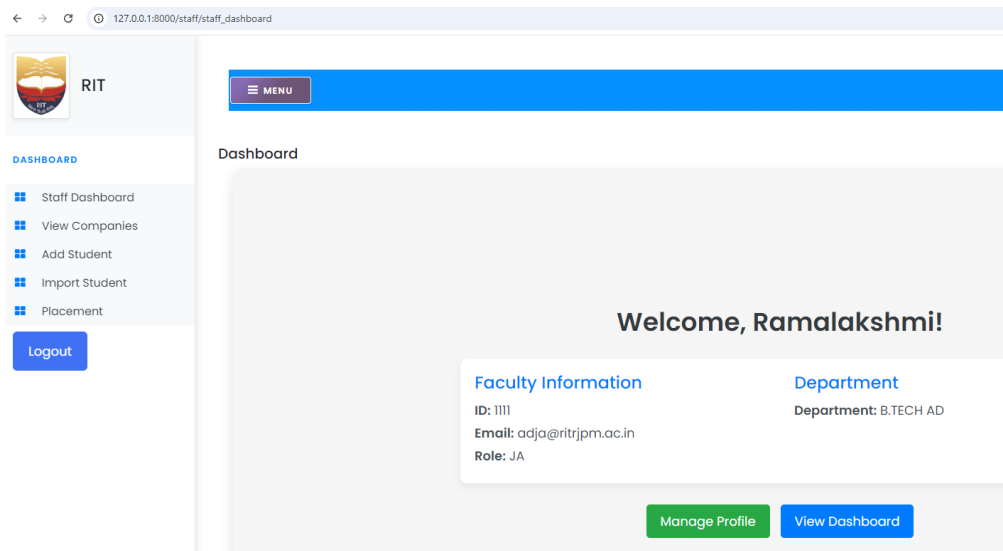 127.0.0.1:8000/staff/staff_dashboard
RIT
RIT
MENU
DASHBOARD
Dashboard
Staff Dashboard
View Companies
Add Student
Import Student
Placement
Logout
Welcome, Ramalakshmi!
Faculty Information
ID: 1111
Email: adja@ritrjpm.ac.in
Role: JA
Department
Department: B.TECH AD
Manage Profile
View Dashboard